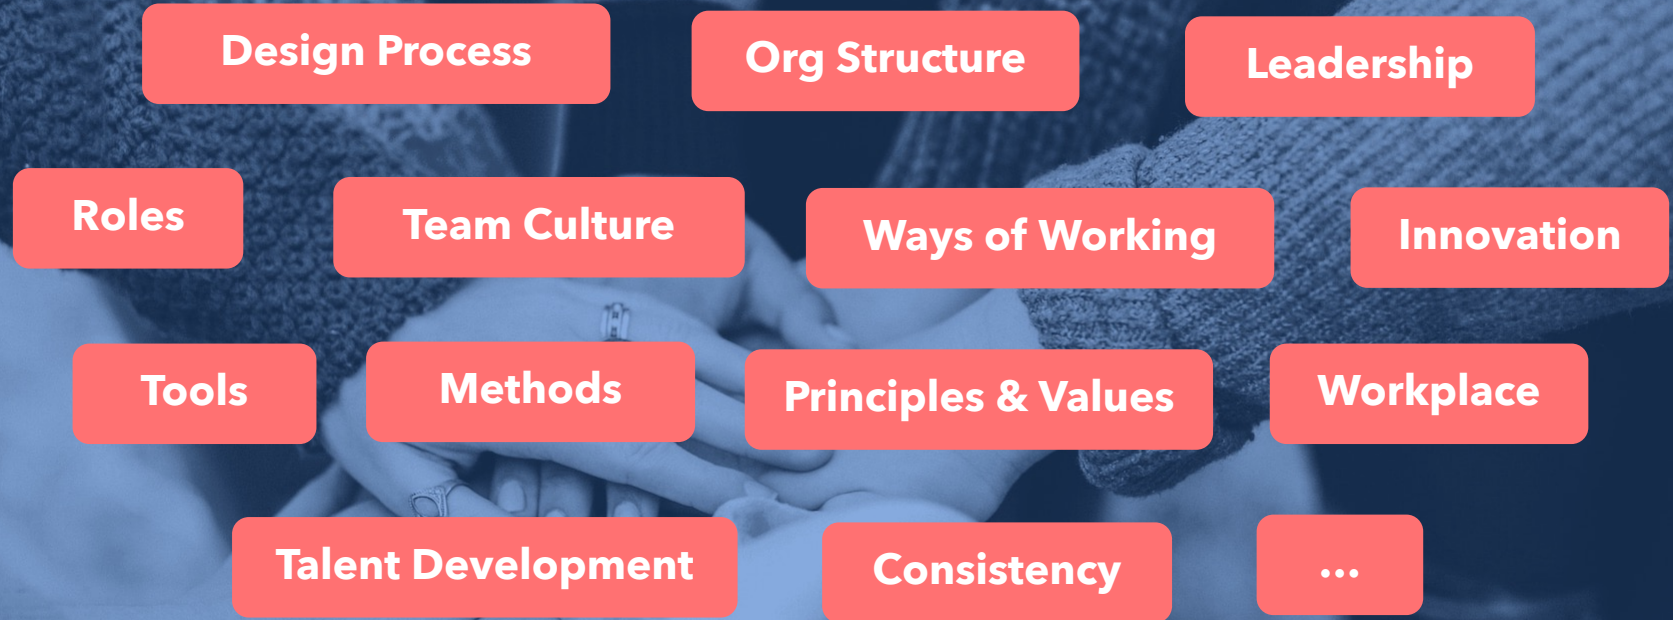 Design Process
Org Structure
Leadership
Roles
Team Culture
Ways of Working
Innovation
Tools
Methods
Principles & Values
Workplace
Talent Development
Consistency
...